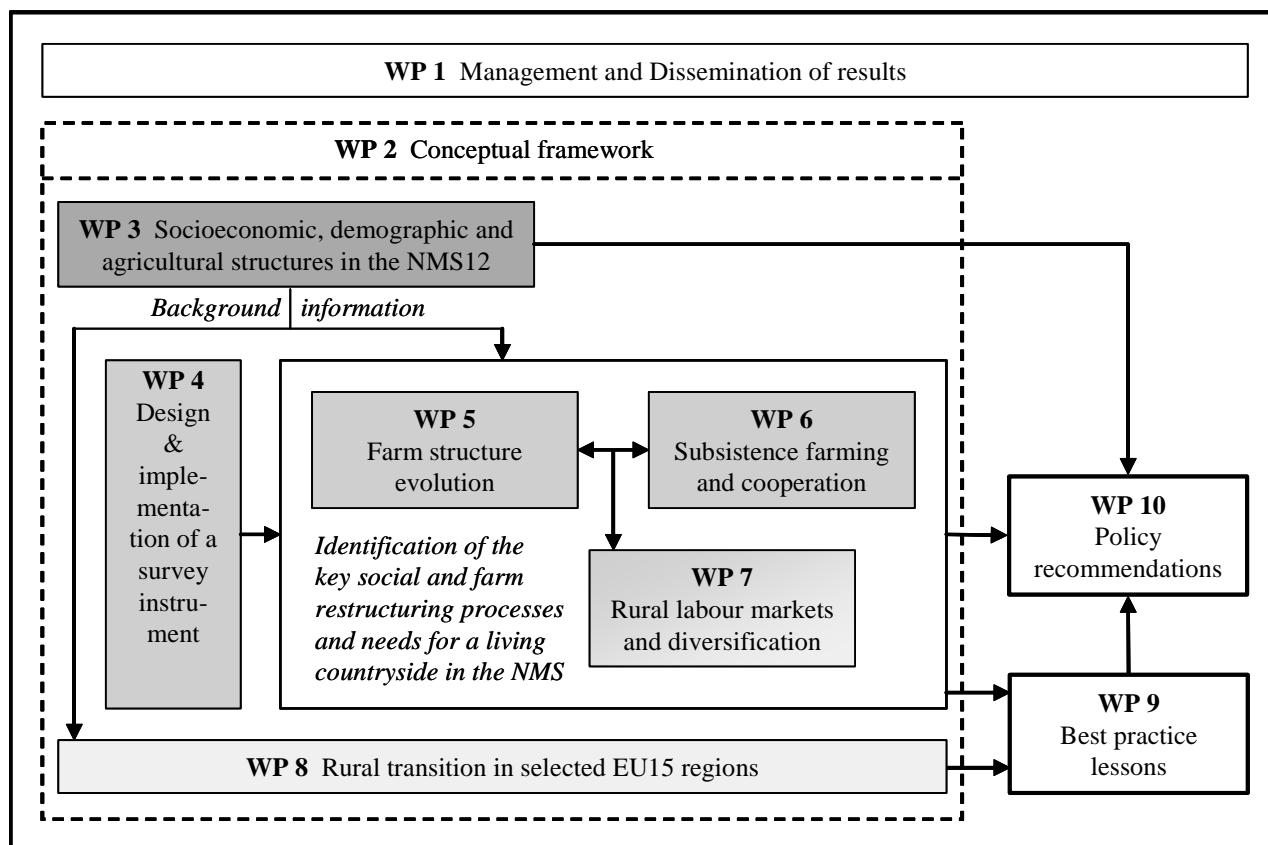 WP 1 Management and Dissemination of results
WP 2 Conceptual framework
WP 3 Socioeconomic, demographic and
agricultural structures in the NMS12
Background information
WP 4
Design
&
imple-
menta-
tion of a
survey
instru-
ment
WP 5
Farm structure
evolution
WP 6
Subsistence farming
and cooperation
Identification of the
key social and farm
restructuring processes
and needs for a living
countryside in the NMS
WP 7
Rural labour markets
and diversification
WP 8 Rural transition in selected EU15 regions
WP 10
Policy
recommendations
WP 9
Best practice
lessons